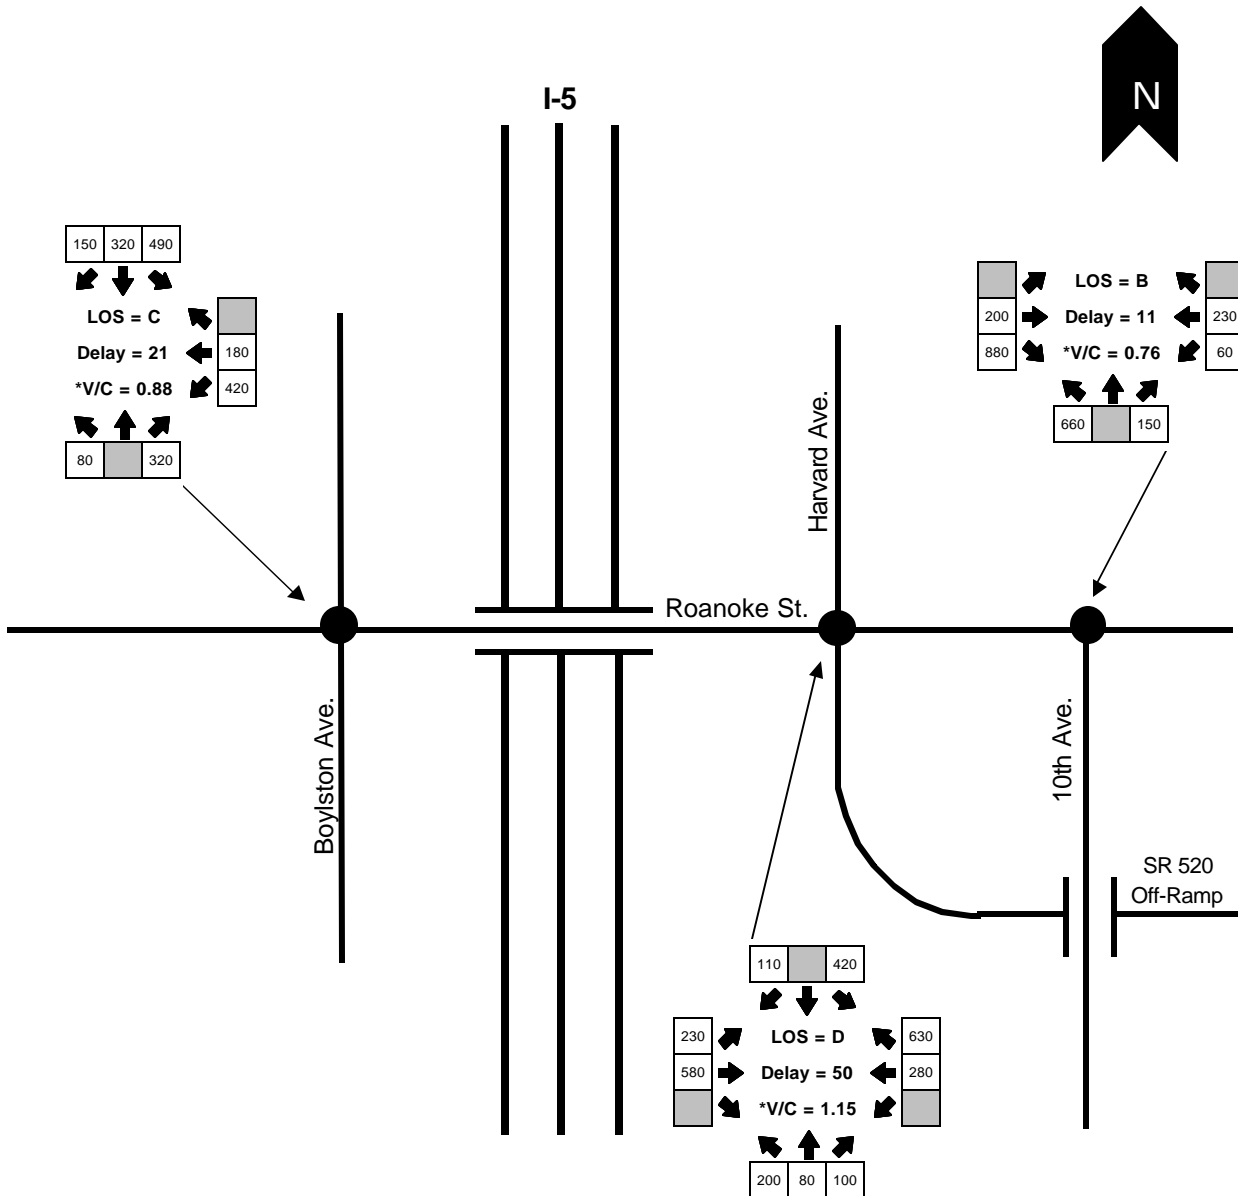 N
I-5
150 320 490
LOS = C
Delay = 21
180
*V/C = 0.88
420
80 320
LOS = B
200
Delay = 11
230
880
*V/C = 0.76
60
660 150
Harvard Ave.
Roanoke St.
Boylston Ave.
10th Ave.
SR 520
Off-Ramp
110 420
230
LOS = D
630
580
Delay = 50
280
*V/C = 1.15
200 80 100